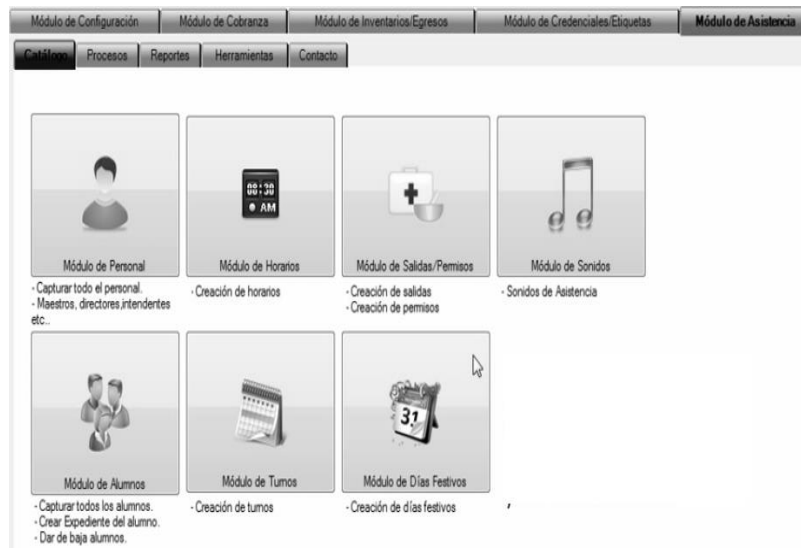 Módulo de Configuración
Módulo de Cobranza
Módulo de Inventarios/Egresos
Módulo de Credenciales/Etiquetas
Módulo de Asistencia
Catálogo
Procesos
Reportes
Herramientas
Contacto
08:30
AM
Módulo de Personal
- Capturar todo el personal.
- Maestros, directores,intendentes
etc..
Módulo de Horarios
- Creación de horarios
Módulo de Salidas/Permisos
- Creación de salidas
- Creación de permisos
Módulo de Sonidos
- Sonidos de Asistencia
Módulo de Alumnos
- Capturar todos los alumnos.
- Crear Expediente del alumno.
- Dar de baja alumnos.
Módulo de Turnos
- Creación de turnos
31
Módulo de Días Festivos
- Creación de días festivos